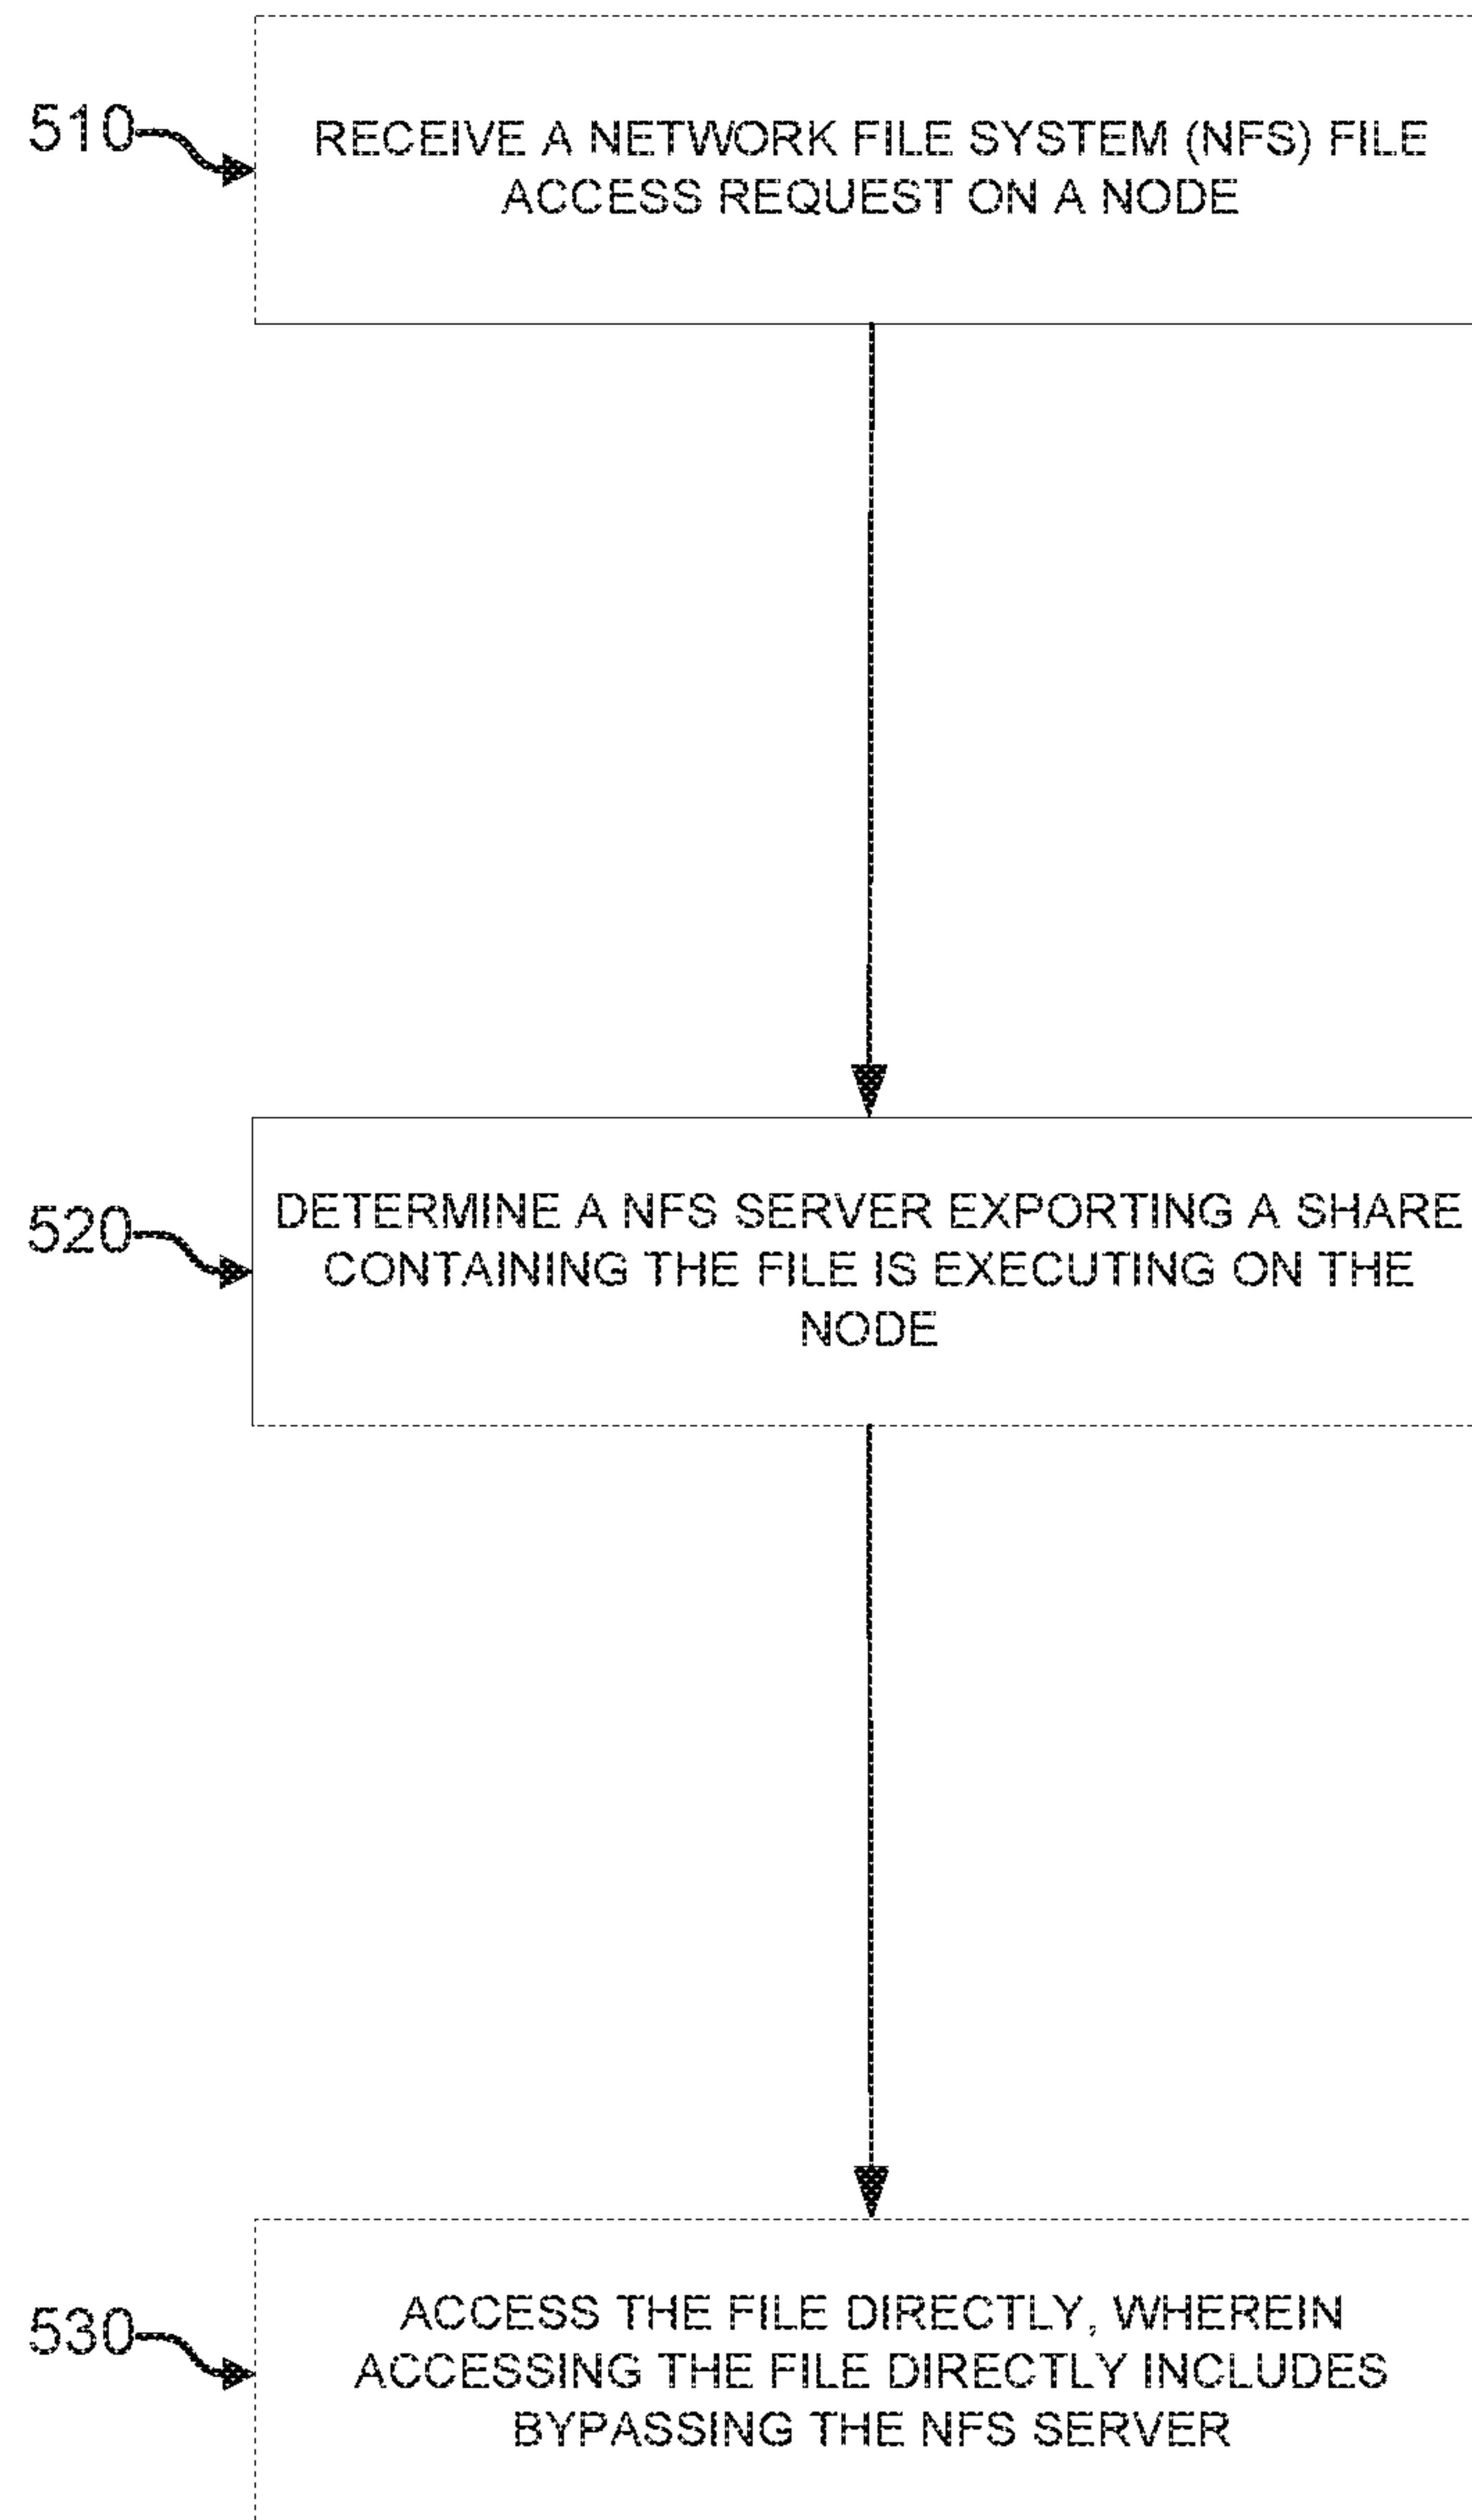 510
RECEIVE A NETWORK FILE SYSTEM (NFS) FILE
ACCESS REQUEST ON A NODE
520
DETERMINE A NFS SERVER EXPORTING A SHARE
CONTAINING THE FILE IS EXECUTING ON THE
NODE
530
ACCESS THE FILE DIRECTLY, WHEREIN
ACCESSING THE FILE DIRECTLY INCLUDES
BYPASSING THE NFS SERVER